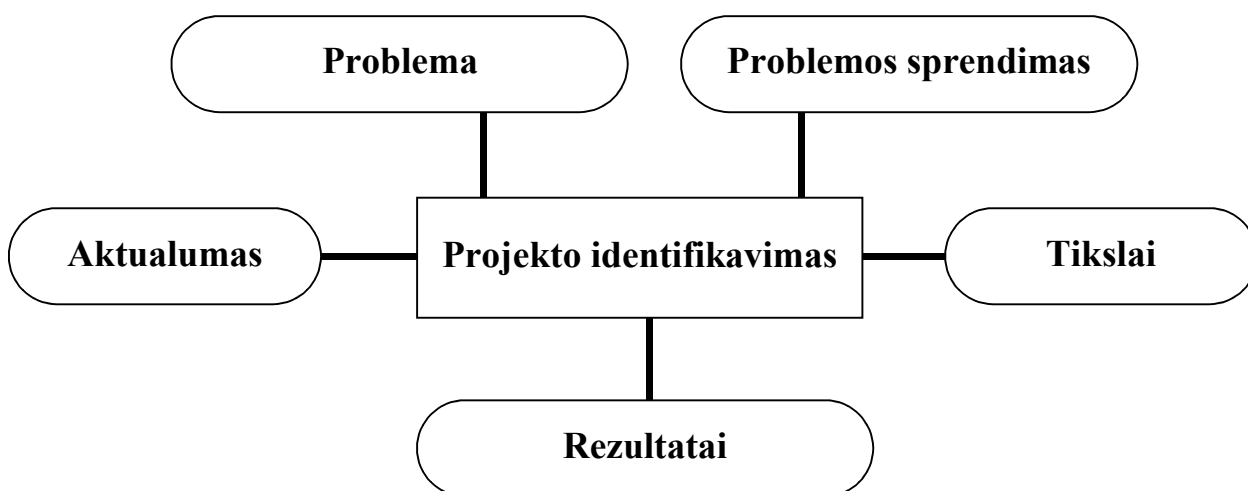 Problema
Problemos sprendimas
Aktualumas
Projekto identifikavimas
Tikslai
Rezultatai